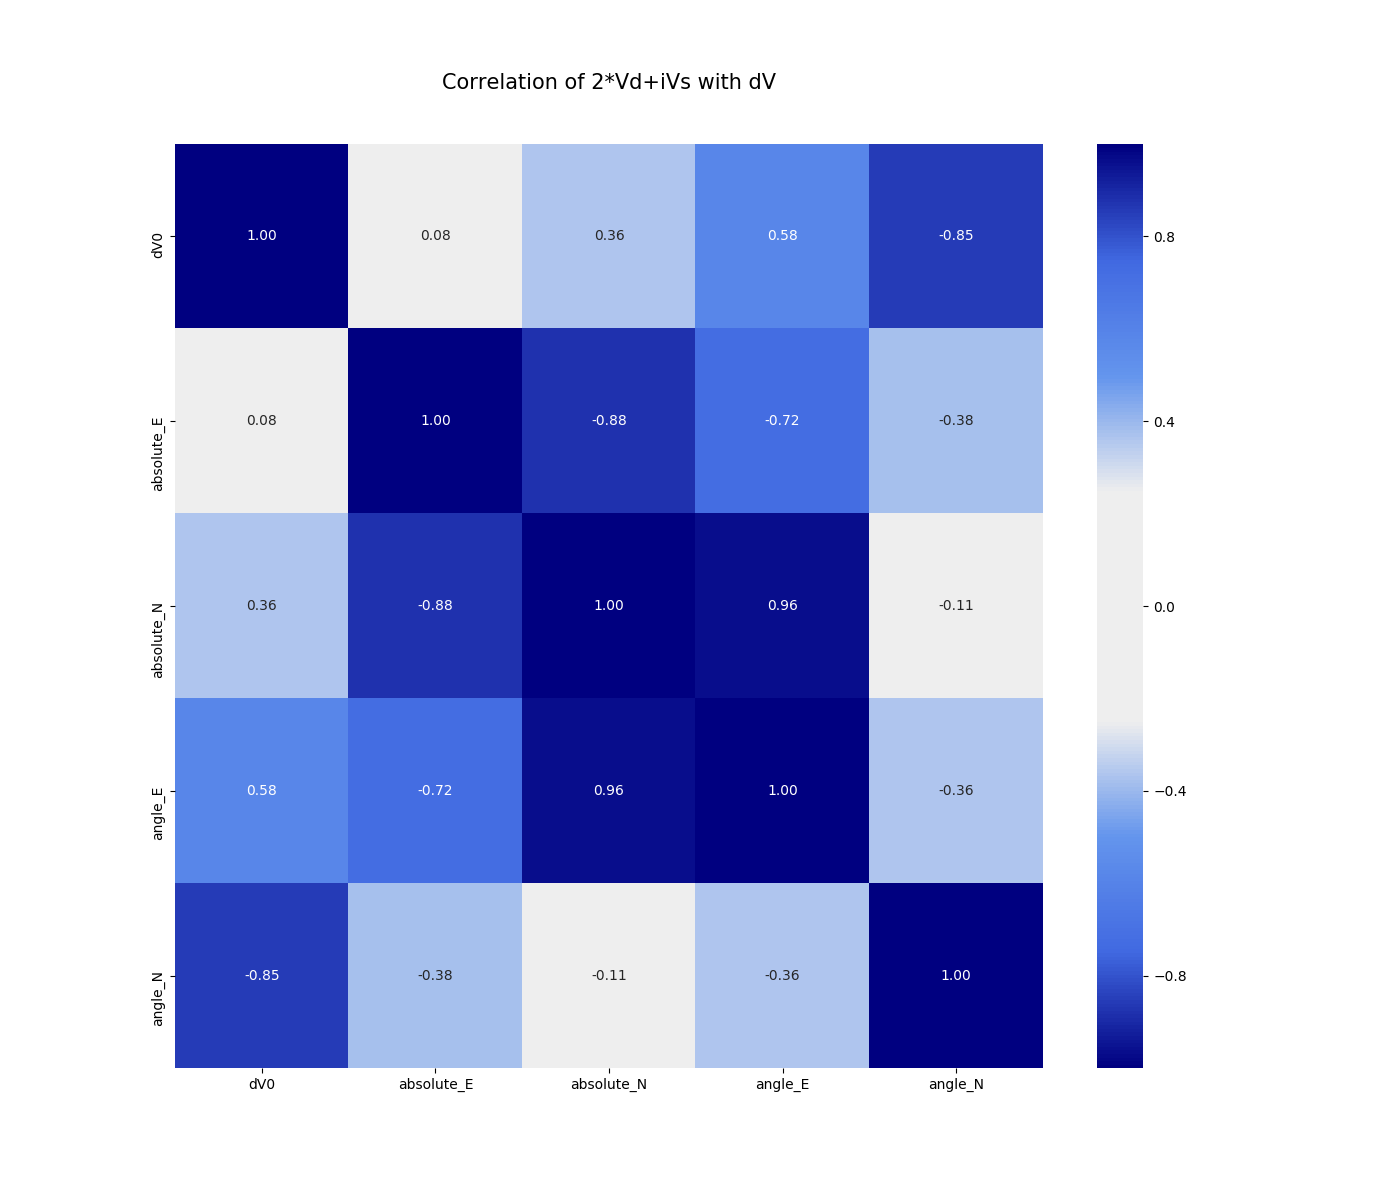 Correlation of 2*Vd+iVs with dV
dV0 1.00 0.08 0.36 0.58 -0.85
absolute_E 0.08 1.00 -0.88 -0.72 -0.38
absolute_N 0.36 -0.88 1.00 0.96 -0.11
angle_E 0.58 -0.72 0.96 1.00 -0.36
angle_N -0.85 -0.38 -0.11 -0.36 1.00
dV0 absolute_E absolute_N angle_E angle_N
0.8
0.4
0.0
−0.4
−0.8